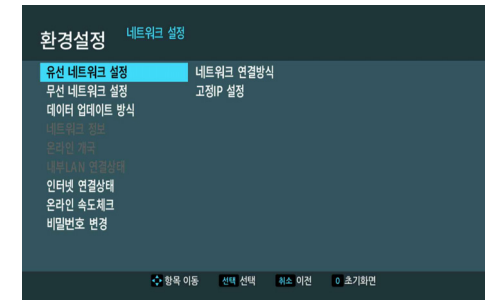 환경설정 네트워크 설정
유선 네트워크 설정 네트워크 연결방식
무선 네트워크 설정 고정IP 설정
데이터 업데이트 방식
네트워크 정보
온라인 개국
내부LAN 연결상태
인터넷 연결상태
온라인 속도체크
비밀번호 변경
항목 이동 선택 선택 취소 이전 0 초기화면